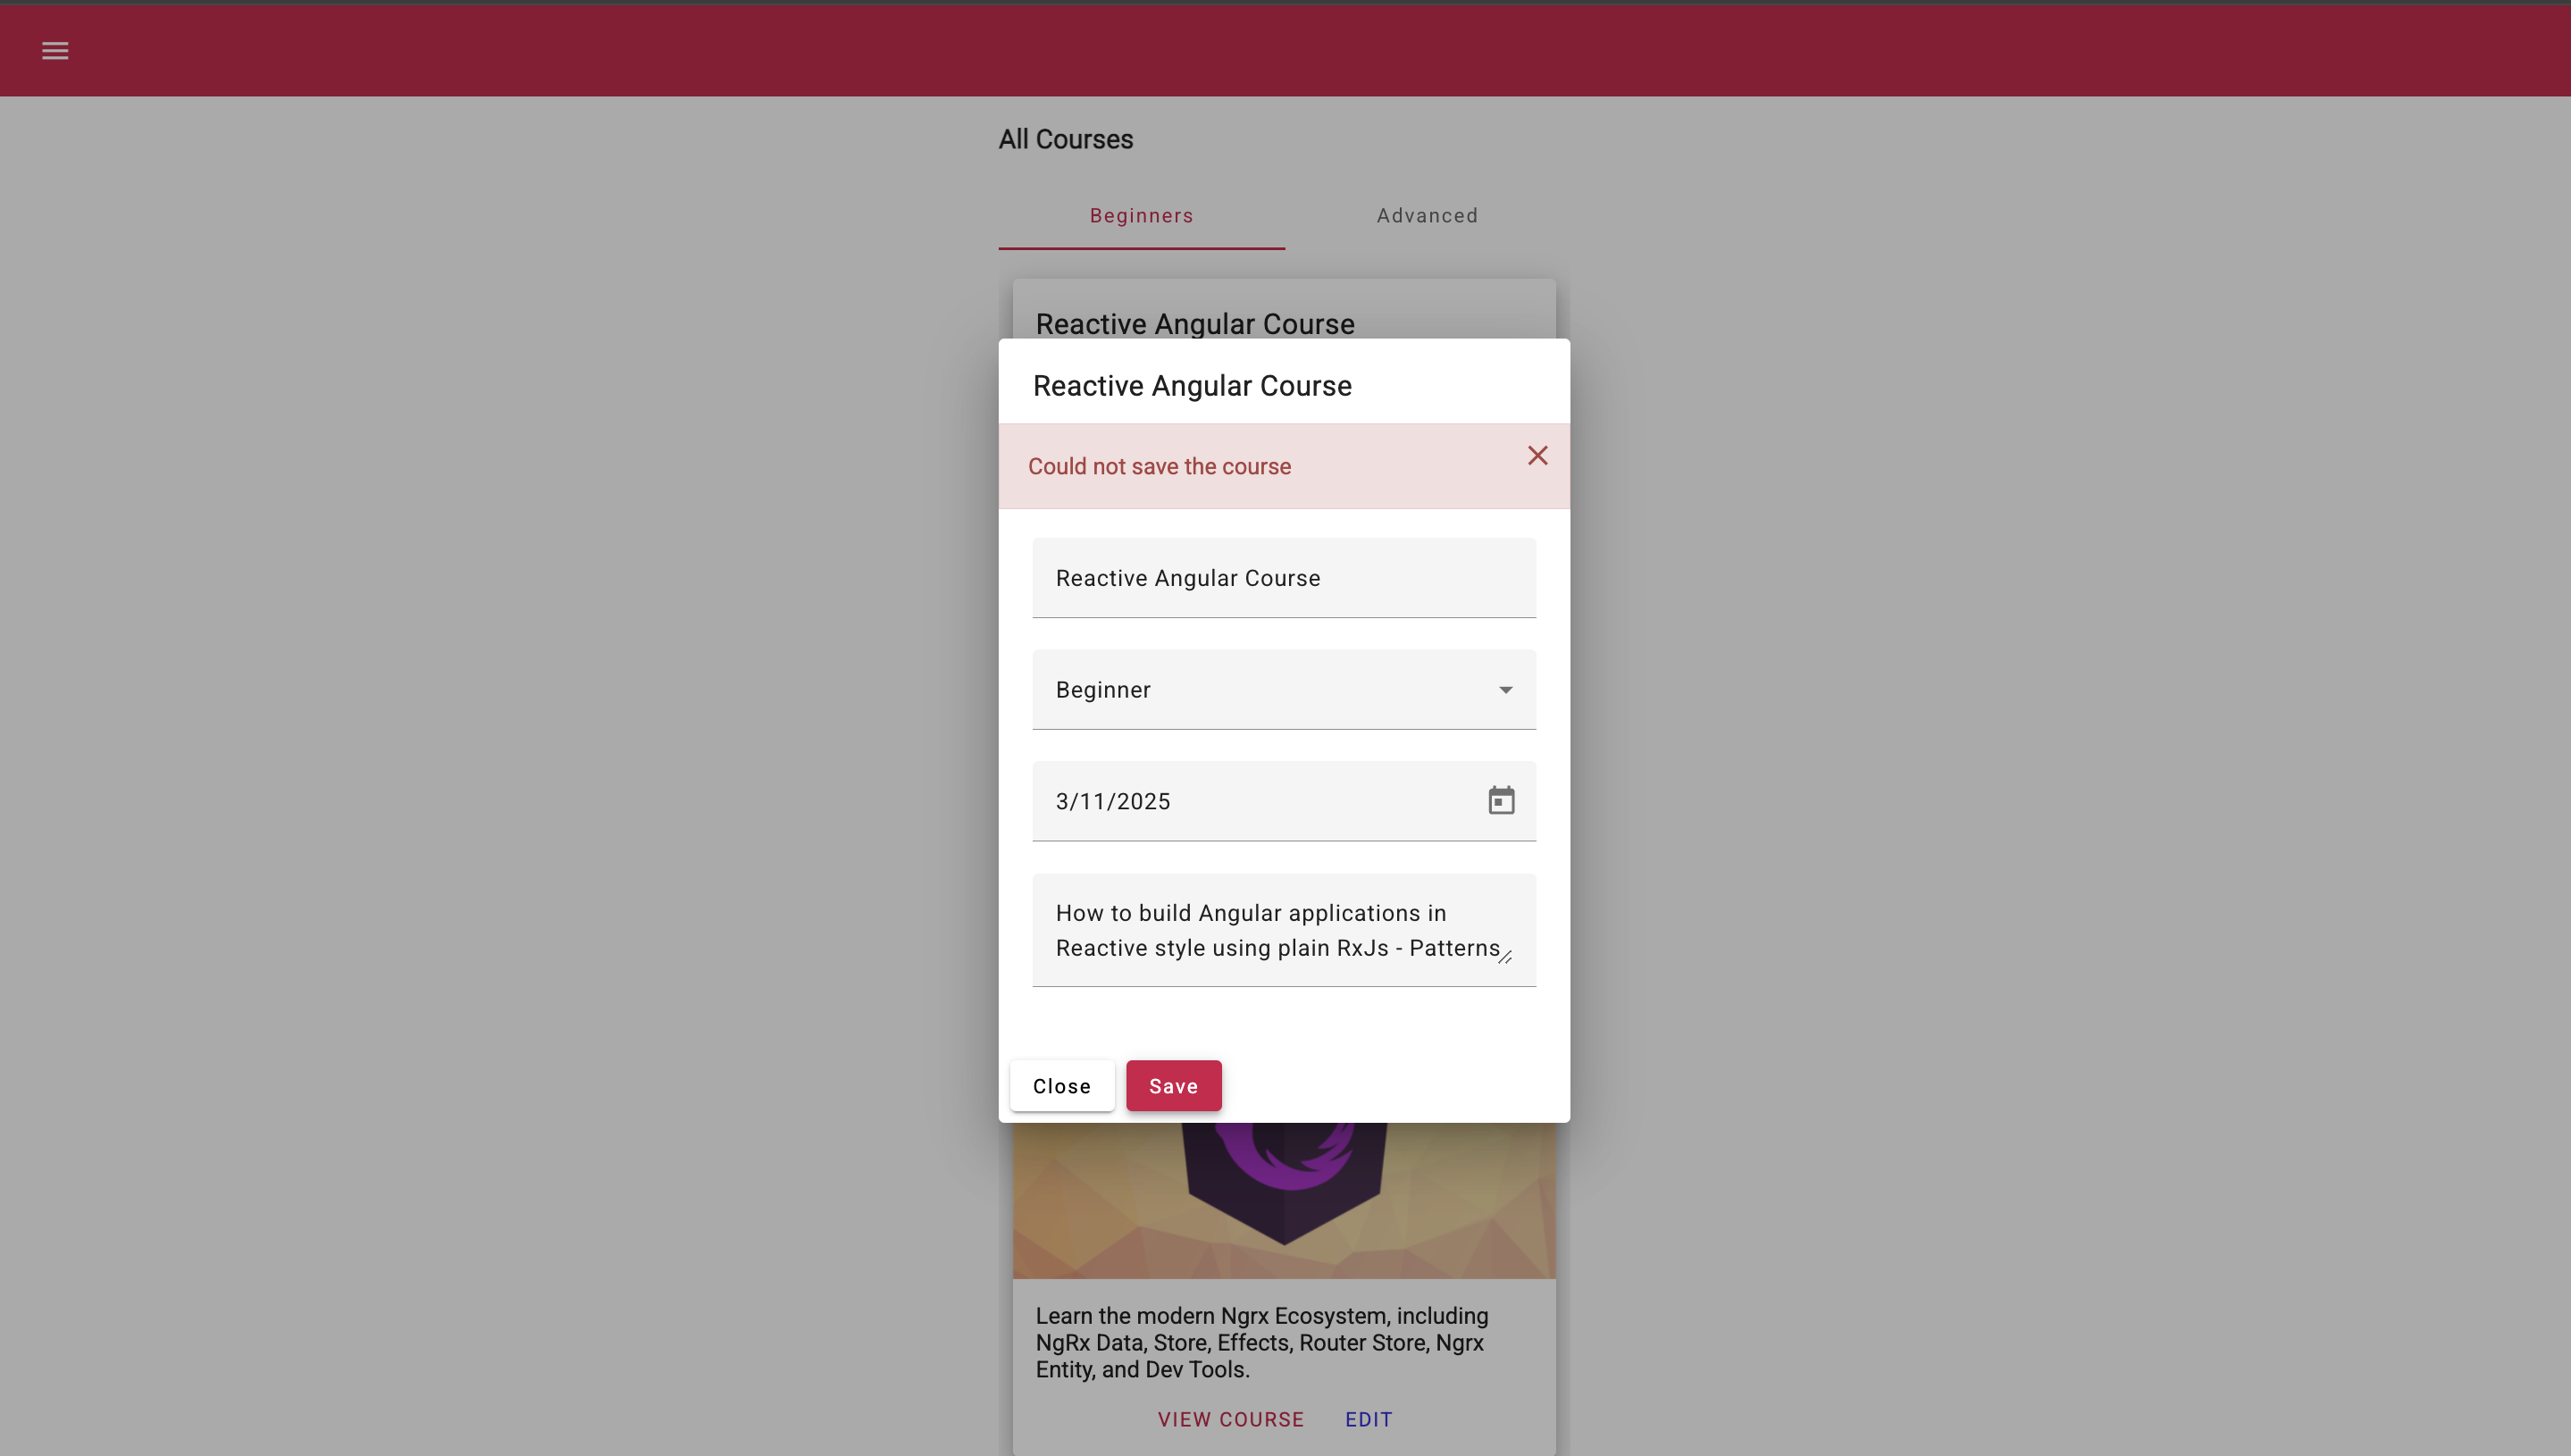 All Courses
Beginners
Advanced
Reactive Angular Course
Reactive Angular Course
Could not save the course
Reactive Angular Course
Beginner
3/11/2025
How to build Angular applications in
Reactive style using plain RxJs - Patterns
Close
Save
Learn the modern Ngrx Ecosystem, including
NgRx Data, Store, Effects, Router Store, Ngrx
Entity, and Dev Tools.
VIEW COURSE
EDIT